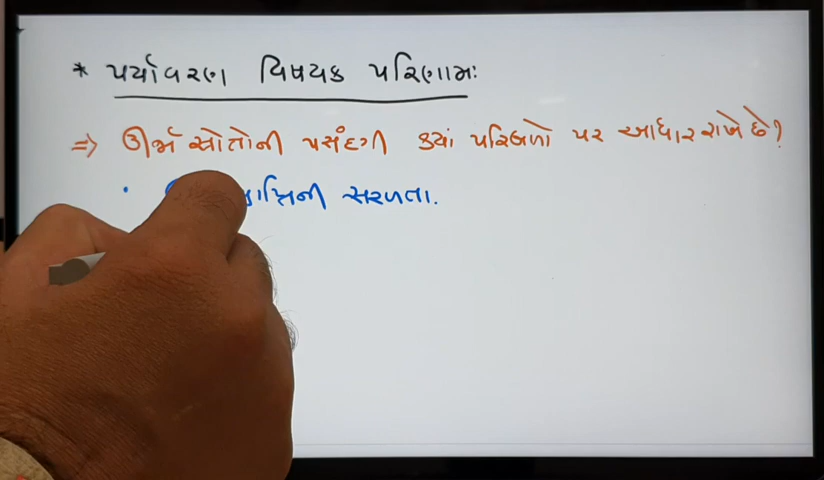 * પર્યાવરણ વિષયક પરિણામ:
=> ઊર્જા સ્રોતોની પસંદગી કયાં પરિબળો પર આધાર રાખે છે?
• સરળતા.